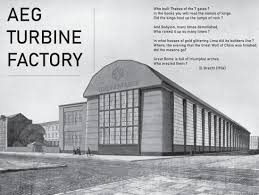 AEG
TURBINE
FACTORY
Who built Thebes of the 7 gates ?
In the books you will read the names of kings.
Did the kings haul up the lumps of rock ?
And Babylon, many times demolished,
Who raised it up so many times ?
In what houses of gold glittering Lima did its builders live ?
Where, the evening that the Great Wall of China was finished,
did the masons go?
Great Rome is full of triumphal arches.
Who erected them ?